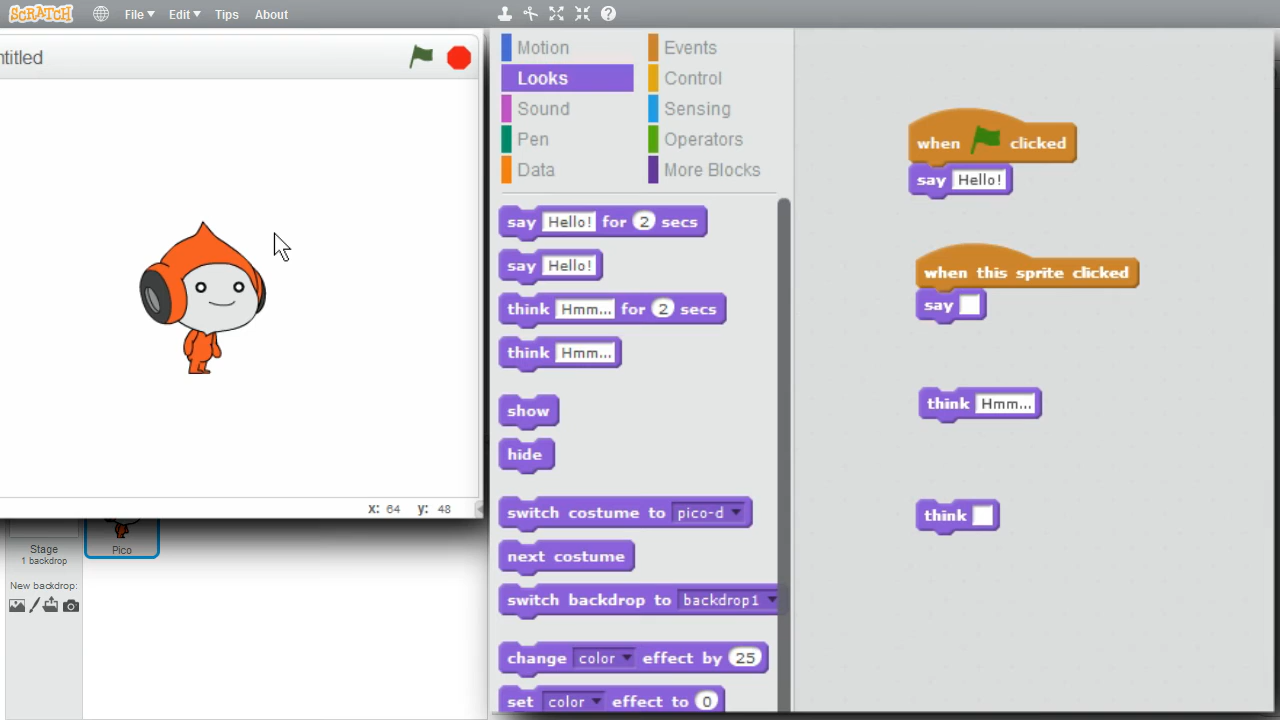 SCRATCH File Edit Tips About
ntitled
Motion Events
Looks Control
Sound Sensing
Pen Operators
Data More Blocks
say Hello! for 2 secs
say Hello!
think Hmm... for 2 secs
think Hmm...
show
hide
switch costume to pico-d
next costume
switch backdrop to backdrop1
change color effect by 25
set color effect to 0
when clicked
say Hello!
when this sprite clicked
say
think Hmm...
think
x: 64 y: 48
Stage
1 backdrop
Pico
New backdrop: